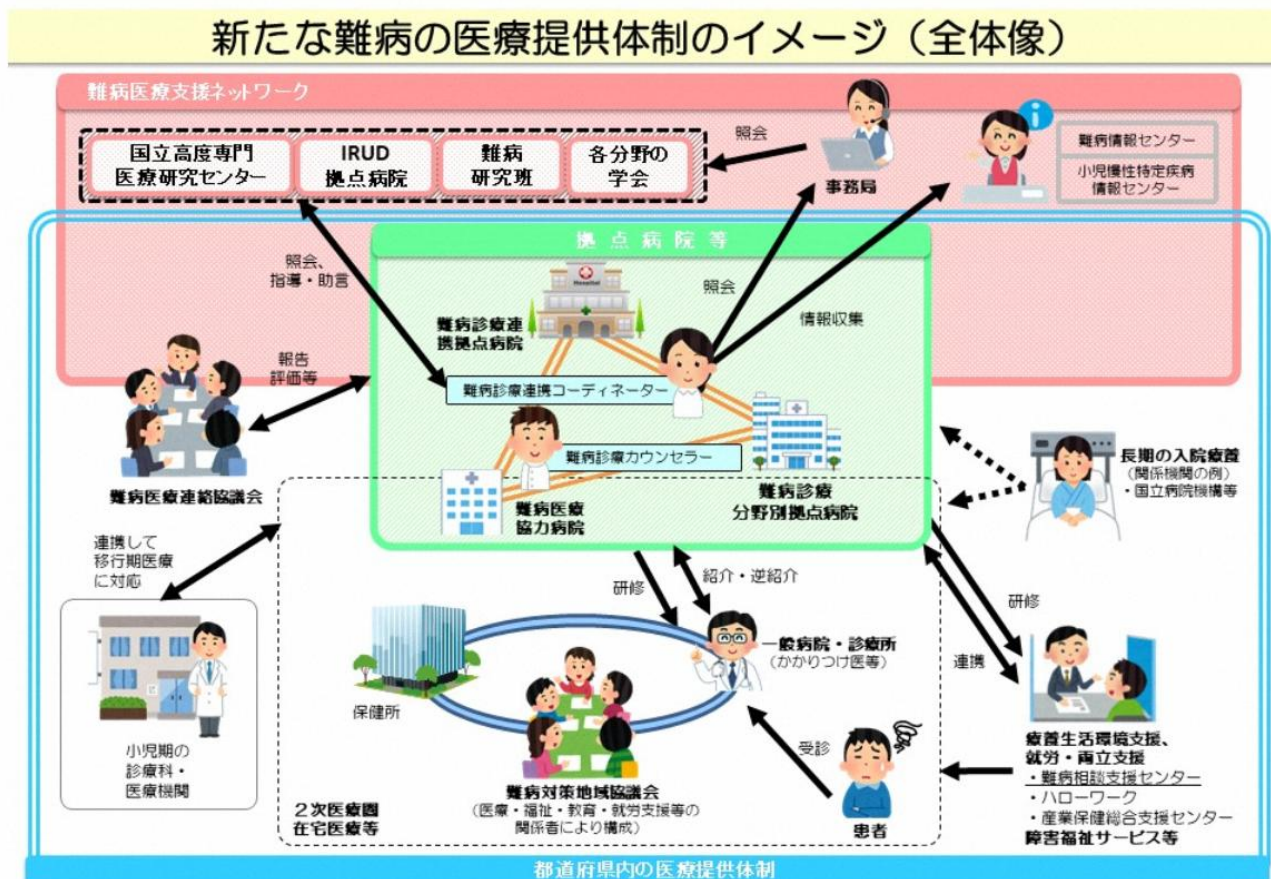 新たな難病の医療提供体制のイメージ（全体像）
難病医療支援ネットワーク
国立高度専門
医療研究センター
IRUD
拠点病院
難病
研究班
各分野の
学会
照会
事務局
i
難病情報センター
小児慢性特定疾病
情報センター
拠点病院等
照会、
指導・助言
Hospital
難病診療連
携拠点病院
照会
情報収集
報告
評価等
難病診療連携コーディネーター
難病診療カウンセラー
難病医療連絡協議会
難病医療
協力病院
難病診療
分野別拠点病院
長期の入院療養
（関係機関の例）
・国立病院機構等
連携して
移行期医療
に対応
研修
紹介・逆紹介
研修
連携
一般病院・診療所
（かかりつけ医等）
保健所
受診
小児期の
診療科・
医療機関
難病対策地域協議会
（医療・福祉・教育・就労支援等の
関係者により構成）
２次医療圏
在宅医療等
患者
療養生活環境支援、
就労・両立支援
・難病相談支援センター
・ハローワーク
・産業保健総合支援センター
障害福祉サービス等
都道府県内の医療提供体制